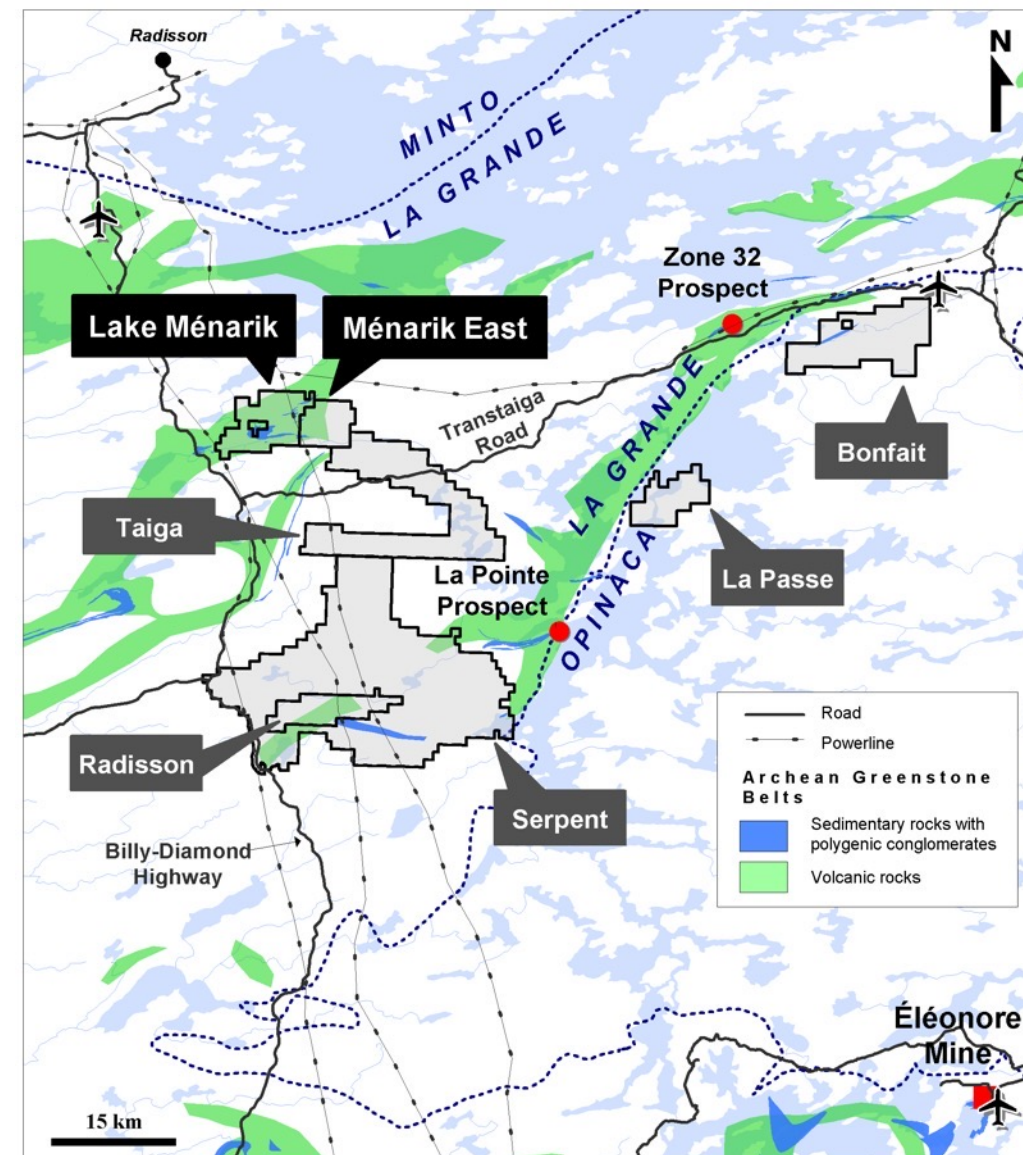 Radisson
N
MINTO
LA GRANDE
Zone 32
Prospect
Lake Ménarik
Ménarik East
Transtaiga
Road
LA GRANDE
Bonfait
Taiga
OPINACA
La Passe
La Pointe
Prospect
Radisson
Serpent
Road
Powerline
Archean Greenstone
Belts
Sedimentary rocks with
polygenic conglomerates
Volcanic rocks
Billy-Diamond
Highway
Éléonore
Mine
15 km